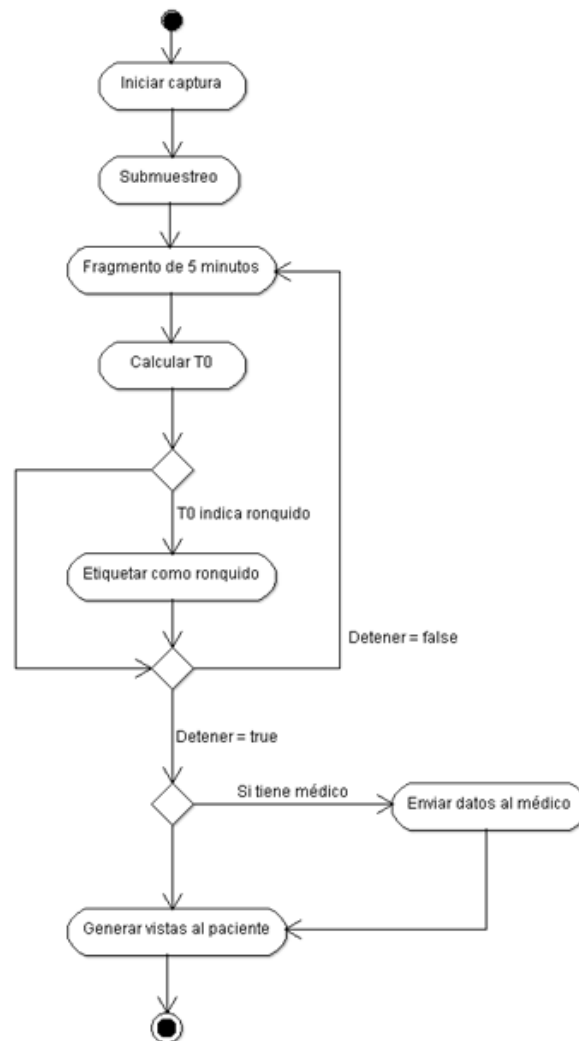 Iniciar captura
Submuestreo
Fragmento de 5 minutos
Calcular T0
T0 indica ronquido
Etiquetar como ronquido
Detener = false
Detener = true
Si tiene médico
Enviar datos al médico
Generar vistas al paciente